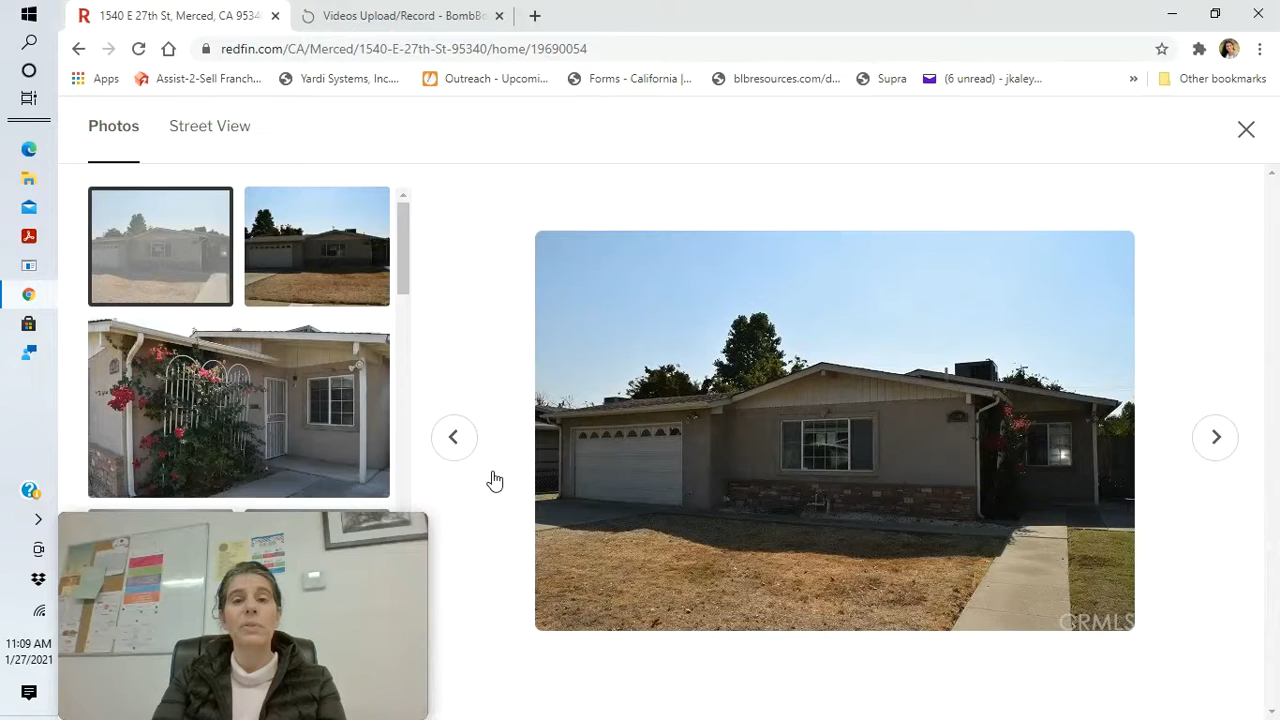 1540 E 27th St, Merced, CA 9534
Videos Upload/Record - BombBo
redfin.com/CA/Merced/1540-E-27th-St-95340/home/19690054
Apps
Assist-2-Sell Franch...
Yardi Systems, Inc....
Outreach - Upcomi...
Forms - California |...
blbresources.com/d...
Supra
(6 unread) - jkaley...
»
Other bookmarks
Photos
Street View
CRMLS
11:09 AM
1/27/2021